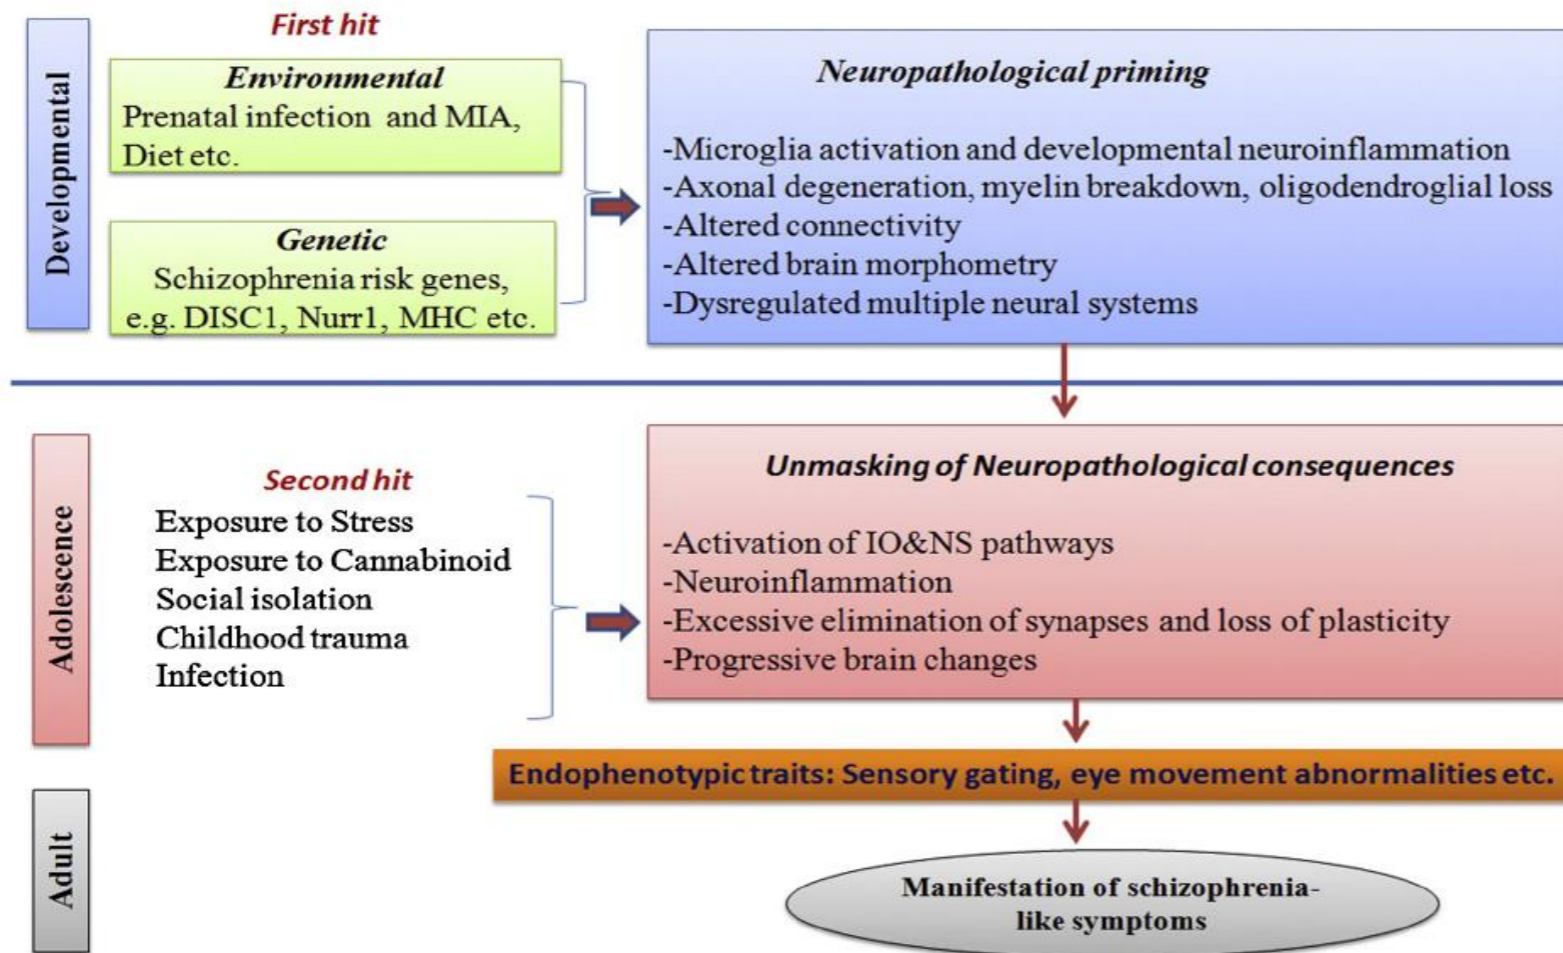 Developmental
First hit
Environmental
Prenatal infection and MIA,
Diet etc.
Genetic
Schizophrenia risk genes,
e.g. DISC1, Nurr1, MHC etc.
Neuropathological priming
-Microglia activation and developmental neuroinflammation
-Axonal degeneration, myelin breakdown, oligodendroglial loss
-Altered connectivity
-Altered brain morphometry
-Dysregulated multiple neural systems
Adolescence
Second hit
Exposure to Stress
Exposure to Cannabinoid
Social isolation
Childhood trauma
Infection
Unmasking of Neuropathological consequences
-Activation of IO&NS pathways
-Neuroinflammation
-Excessive elimination of synapses and loss of plasticity
-Progressive brain changes
Endophenotypic traits: Sensory gating, eye movement abnormalities etc.
Adult
Manifestation of schizophrenia-
like symptoms